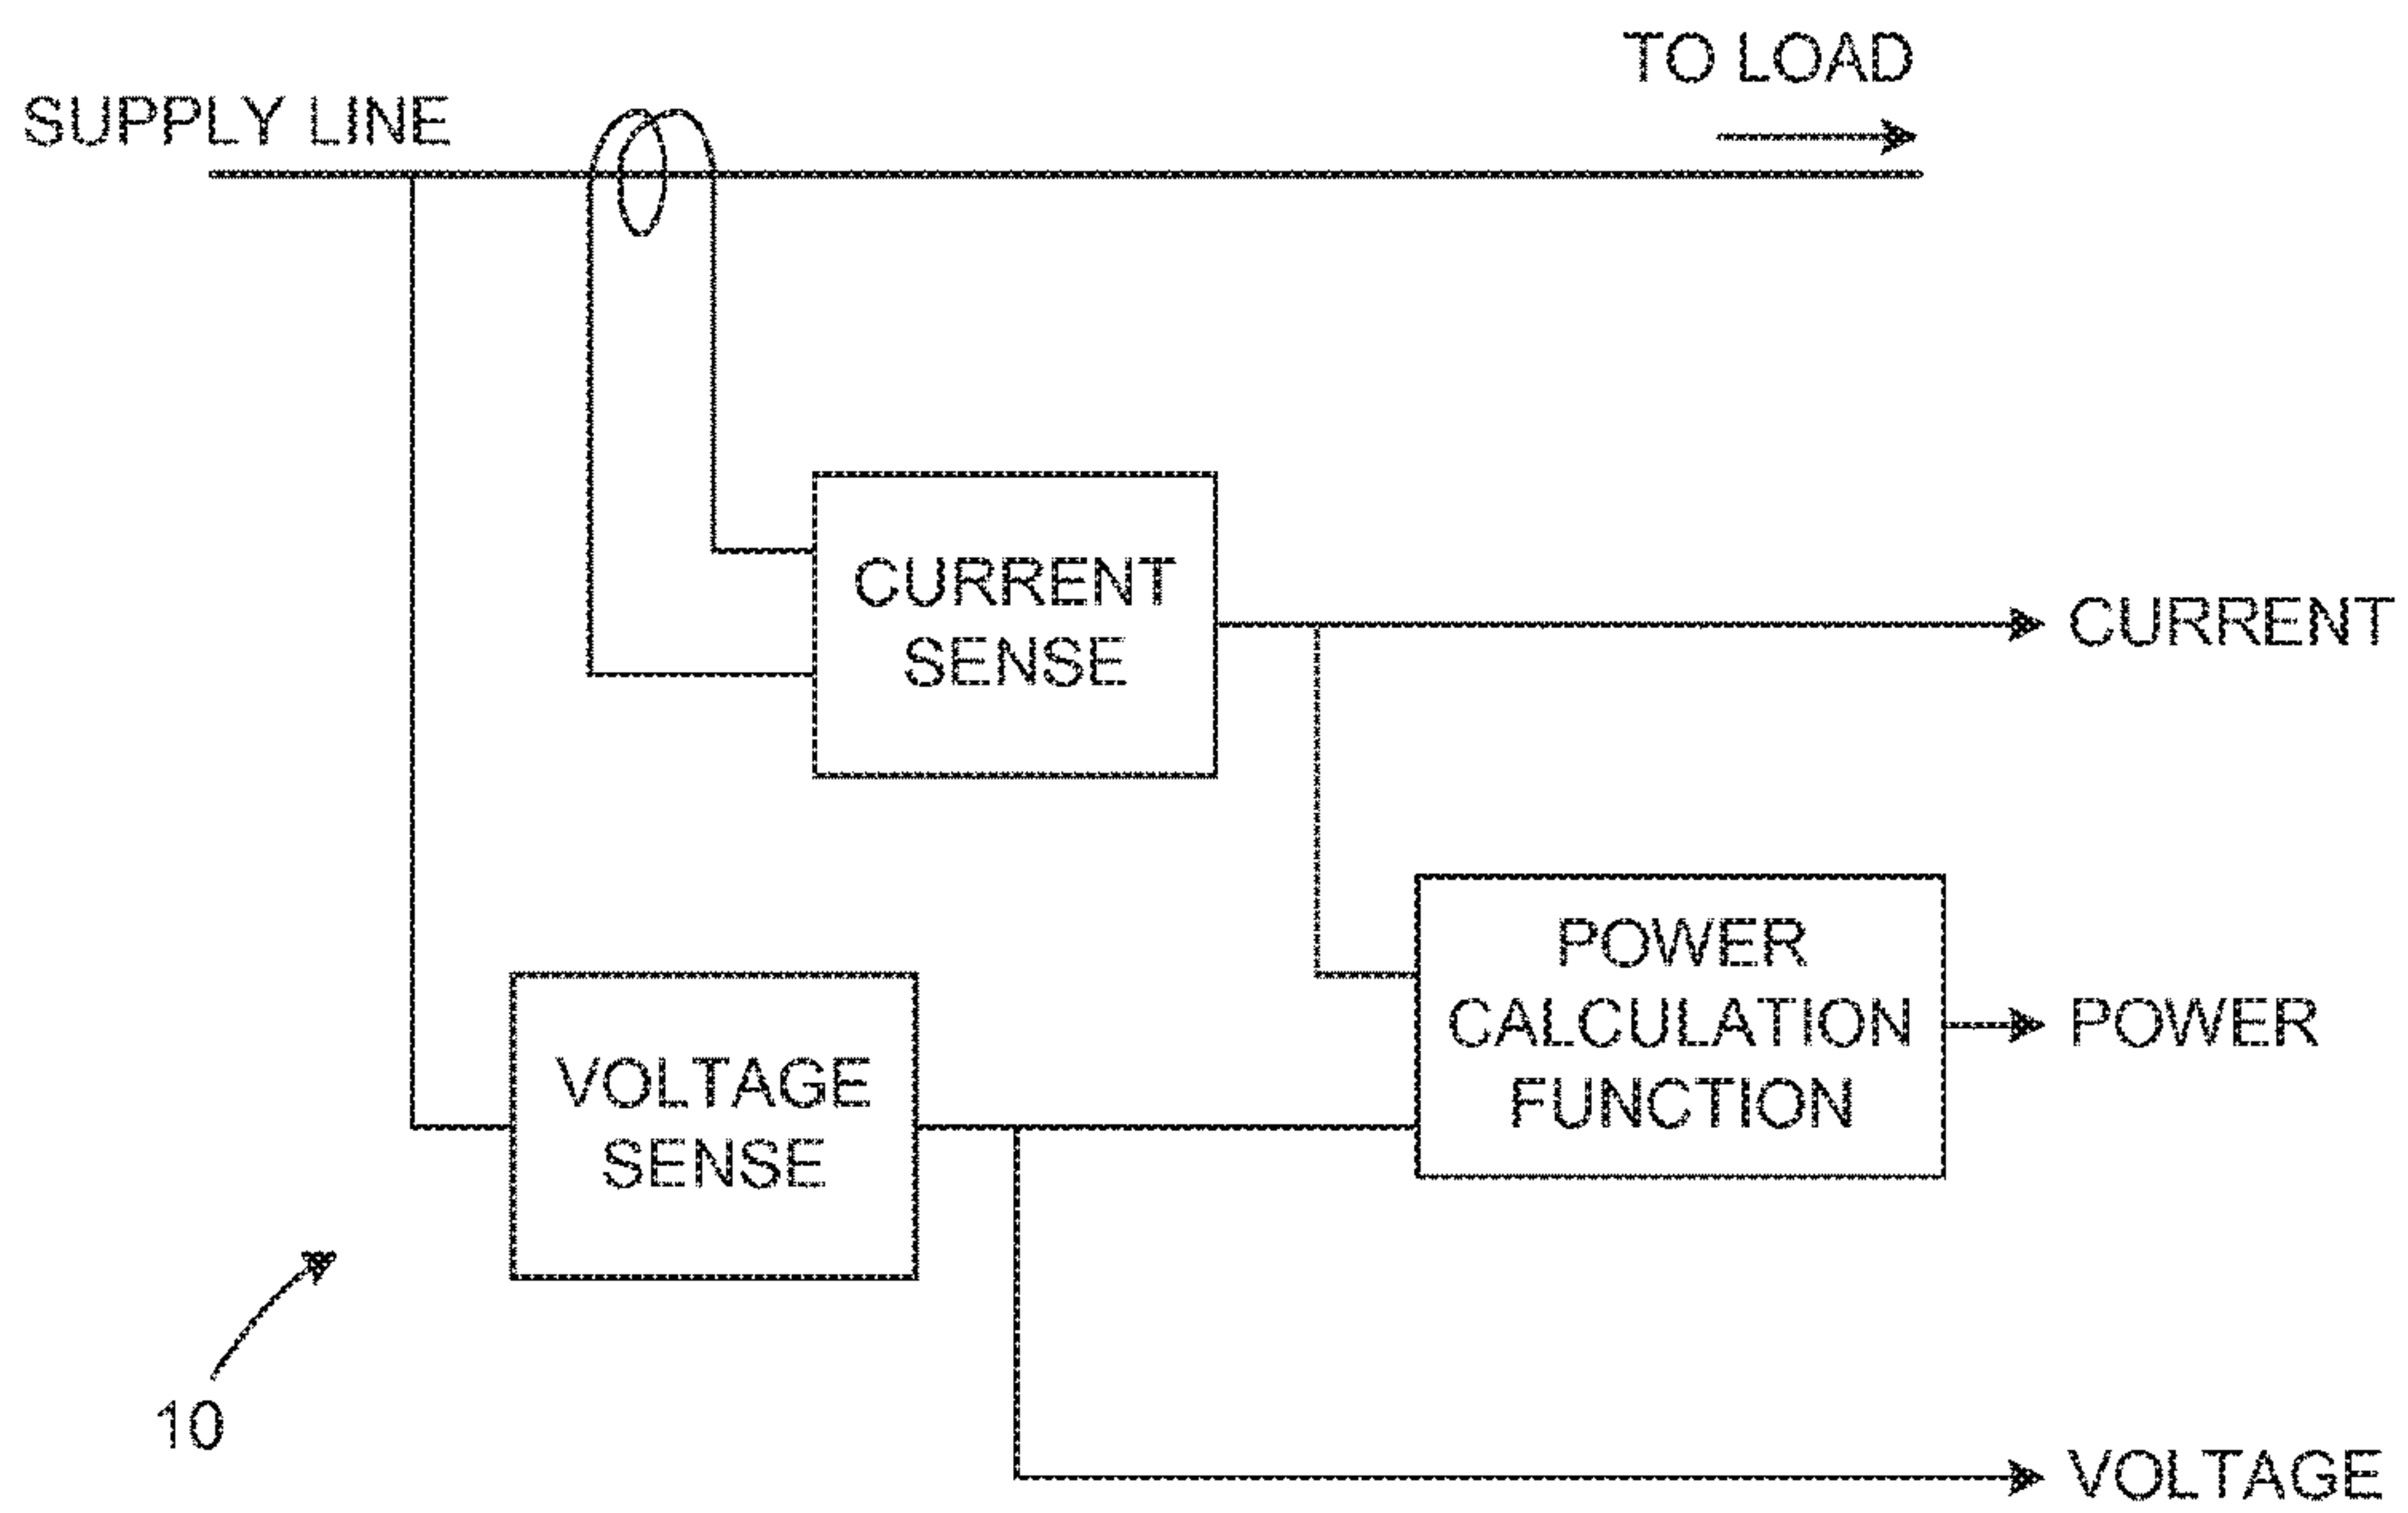 TO LOAD
SUPPLY LINE
CURRENT
SENSE
CURRENT
POWER
CALCULATION
FUNCTION
POWER
VOLTAGE
SENSE
10
VOLTAGE